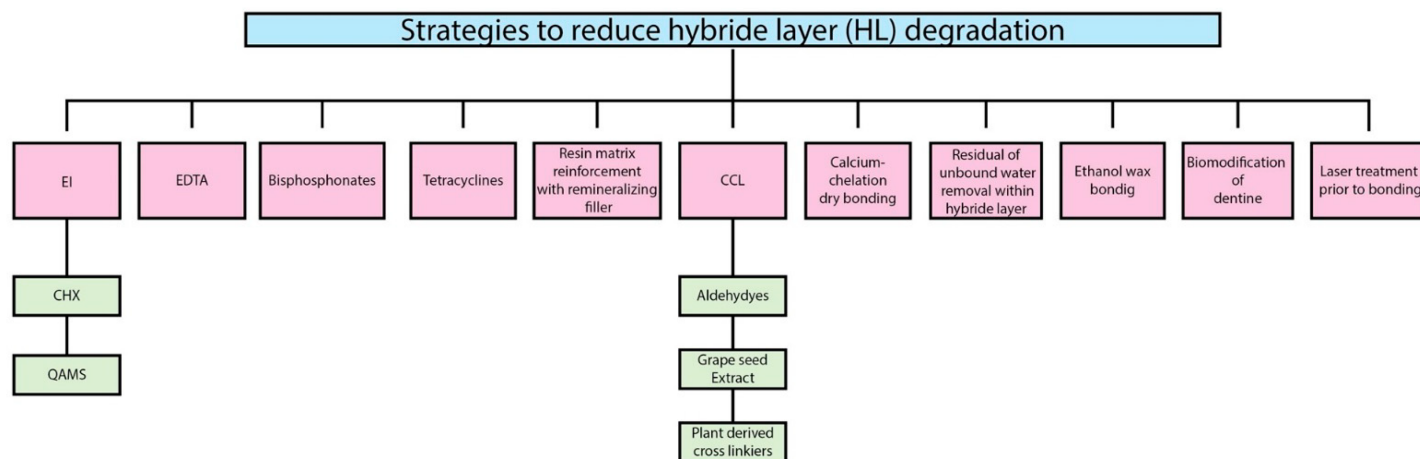 Strategies to reduce hybride layer (HL) degradation
EI
EDTA
Bisphosphonates
Tetracyclines
Resin matrix
reinforcement
with remineralizing
filler
CCL
Calcium-
chelation
dry bonding
Residual of
unbound water
removal within
hybride layer
Ethanol wax
bondig
Biomodification
of
dentine
Laser treatment
prior to bonding
CHX
QAMS
Aldehydyes
Grape seed
Extract
Plant derived
cross linkiers